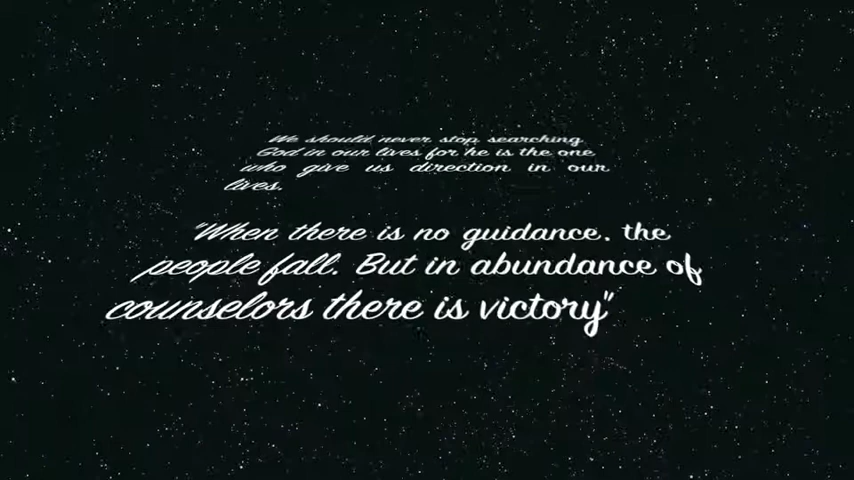 We should never stop searching
God in our lives for he is the one
who give us direction in our
lives.
"When there is no guidance, the
people fall. But in abundance of
counselors there is victory"